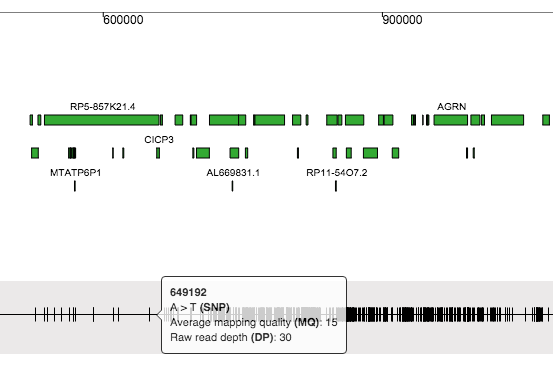 600000 900000
RP5-857K21.4 AGRN
CICP3
MTATP6P1 AL669831.1 RP11-54O7.2
649192
A > T (SNP)
Average mapping quality (MQ): 15
Raw read depth (DP): 30